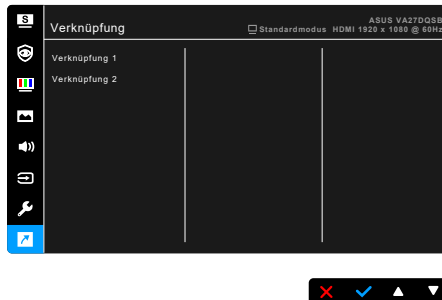 S
Verknüpfung
ASUS VA27DQSB
Standardmodus HDMI 1920 x 1080 @ 60Hz
Verknüpfung 1
Verknüpfung 2